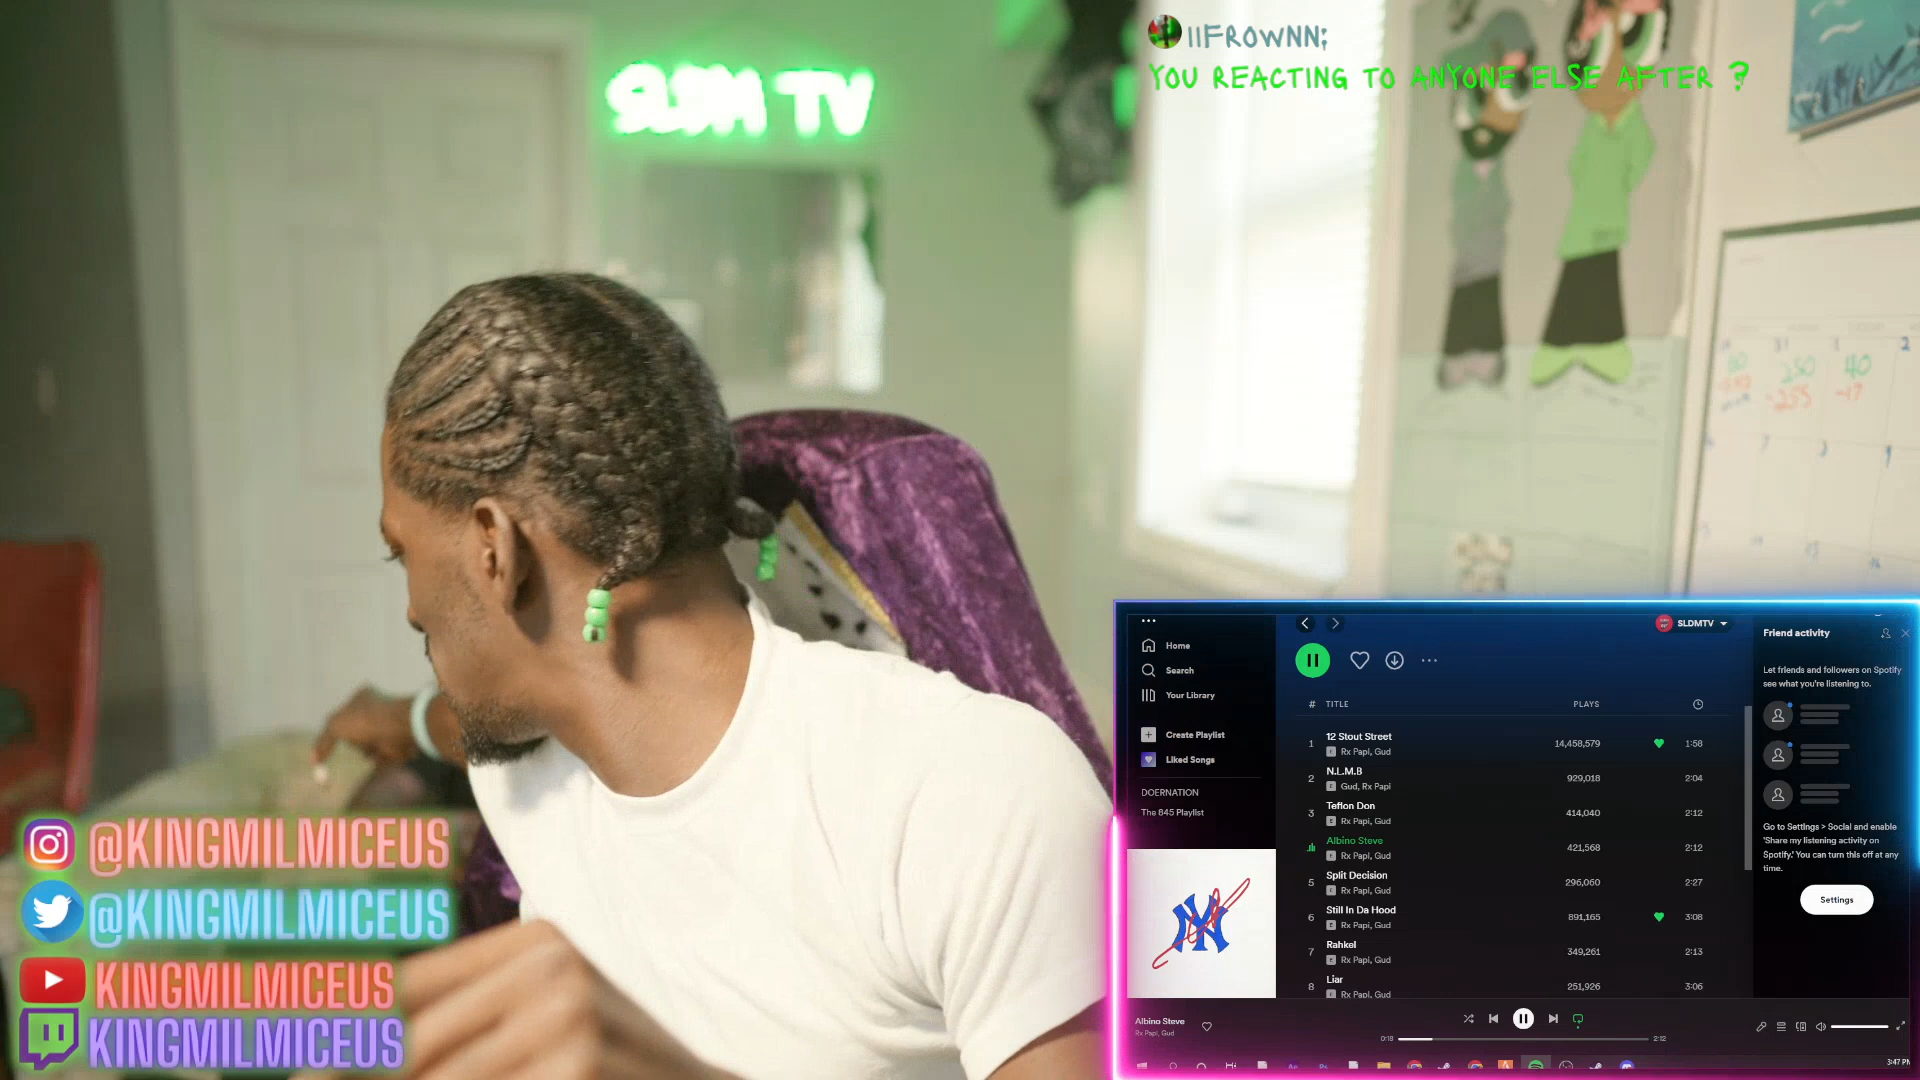 SLDM TV
IIFROWNN:
YOU REACTING TO ANYONE ELSE AFTER ?
@KINGMILMICEUS
@KINGMILMICEUS
KINGMILMICEUS
KINGMILMICEUS
SLDMTV
Friend activity
Home
Search
Your Library
Create Playlist
Liked Songs
DOERNATION
The 845 Playlist
# TITLE PLAYS
1 12 Stout Street 14,458,579 1:58
E Rx Papi, Gud
2 N.L.M.B 929,018 2:04
E Gud, Rx Papi
3 Teflon Don 414,040 2:12
E Rx Papi, Gud
Albino Steve 421,568 2:12
E Rx Papi, Gud
5 Split Decision 296,060 2:27
E Rx Papi, Gud
6 Still In Da Hood 891,165 3:08
E Rx Papi, Gud
7 Rahkel 349,261 2:13
E Rx Papi, Gud
8 Liar 251,926 3:06
E Rx Papi, Gud
Let friends and followers on Spotify
see what you're listening to.
Go to Settings > Social and enable
'Share my listening activity on
Spotify.' You can turn this off at any
time.
Settings
NY
Albino Steve
Rx Papi, Gud
0:18 2:12
3:47 PM
250 40
-255 -17